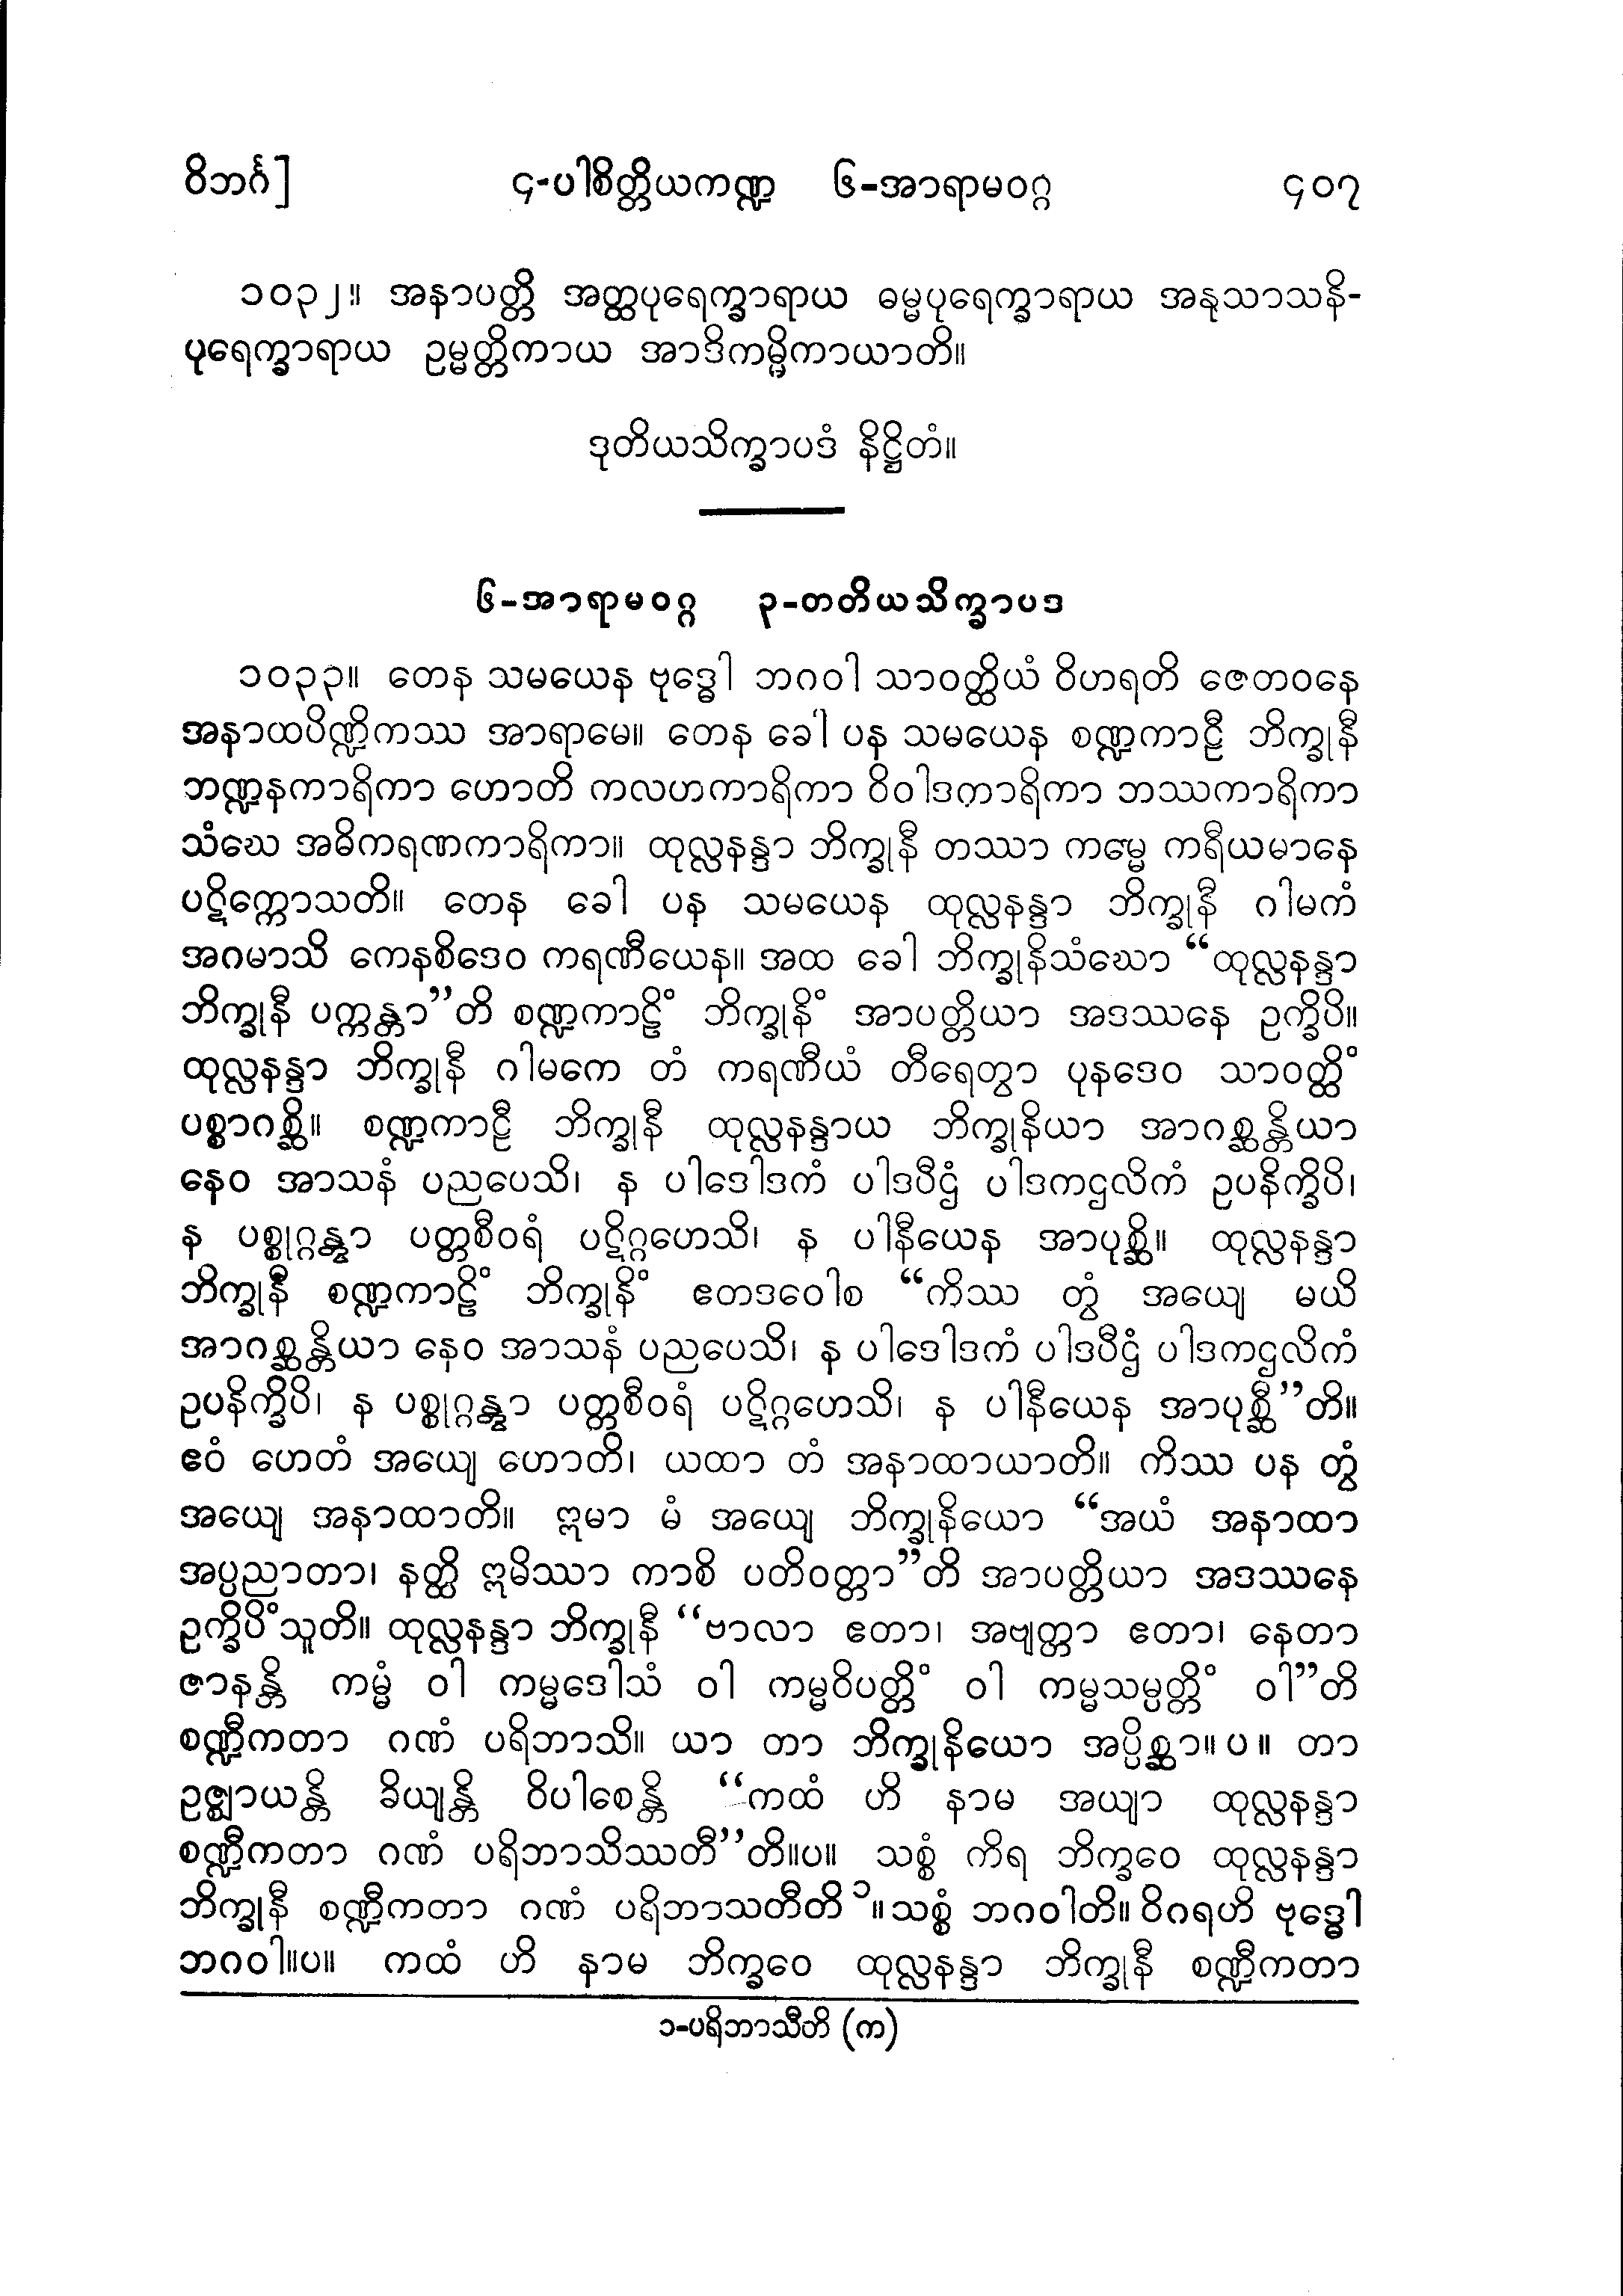 ဝိဘင်္ဂ] ၄-ပါစိတ္တိယကဏ္ဍ ၆-အာရာမဝဂ္ဂ ၄၀၇
၁၀၃၂။ အနာပတ္တိ အတ္ထပုရေက္ခာရာယ ဓမ္မပုရေက္ခာရာယ အနုသာသနိ-
ပုရေက္ခာရာယ ဥမ္မတ္တိကာယ အာဒိကမ္မိကာယာတိ။
ဒုတိယသိက္ခာပဒံ နိဋ္ဌိတံ။
၆-အာရာမဝဂ္ဂ ၃-တတိယသိက္ခာပဒ
၁၀၃၃။ တေန သမယေန ဗုဒ္ဓေါ ဘဂဝါ သာဝတ္ထိယံ ဝိဟရတိ ဇေတဝနေ
အနာထပိဏ္ဍိကဿ အာရာမေ။ တေန ခေါ ပန သမယေန စဏ္ဍကာဠီ ဘိက္ခုနီ
ဘဏ္ဍနကာရိကာ ဟောတိ ကလဟကာရိကာ ဝိဝါဒကာရိကာ ဘဿကာရိကာ
သံဃေ အဓိကရဏကာရိကာ။ ထုလ္လနန္ဒာ ဘိက္ခုနီ တဿာ ကမ္မေ ကရီယမာနေ
ပဋိက္ကောသတိ။ တေန ခေါ ပန သမယေန ထုလ္လနန္ဒာ ဘိက္ခုနီ ဂါမကံ
အဂမာသိ ကေနစိဒေဝ ကရဏီယေန။ အထ ခေါ ဘိက္ခုနိသံဃော “ထုလ္လနန္ဒာ
ဘိက္ခုနီ ပက္ကန္တာ”တိ စဏ္ဍကာဠိံ ဘိက္ခုနိံ အာပတ္တိယာ အဒဿနေ ဥက္ခိပိ။
ထုလ္လနန္ဒာ ဘိက္ခုနီ ဂါမကေ တံ ကရဏီယံ တီရေတွာ ပုနဒေဝ သာဝတ္ထိံ
ပစ္စာဂစ္ဆိ။ စဏ္ဍကာဠီ ဘိက္ခုနီ ထုလ္လနန္ဒာယ ဘိက္ခုနိယာ အာဂစ္ဆန္တိယာ
နေဝ အာသနံ ပညပေသိ၊ န ပါဒေါဒကံ ပါဒပီဌံ ပါဒကဌလိကံ ဥပနိက္ခိပိ၊
န ပစ္စုဂ္ဂန္တွာ ပတ္တစီဝရံ ပဋိဂ္ဂဟေသိ၊ န ပါနီယေန အာပုစ္ဆိ။ ထုလ္လနန္ဒာ
ဘိက္ခုနီ စဏ္ဍကာဠိံ ဘိက္ခုနိံ ဧတဒဝေါစ “ကိဿ တွံ အယျေ မယိ
အာဂစ္ဆန္တိယာ နေဝ အာသနံ ပညပေသိ၊ န ပါဒေါဒကံ ပါဒပီဌံ ပါဒကဌလိကံ
ဥပနိက္ခိပိ၊ န ပစ္စုဂ္ဂန္တွာ ပတ္တစီဝရံ ပဋိဂ္ဂဟေသိ၊ န ပါနီယေန အာပုစ္ဆီ”တိ။
ဧဝံ ဟေတံ အယျေ ဟောတိ၊ ယထာ တံ အနာထာယာတိ။ ကိဿ ပန တွံ
အယျေ အနာထာတိ။ ဣမာ မံ အယျေ ဘိက္ခုနိယော “အယံ အနာထာ
အပ္ပညာတာ၊ နတ္ထိ ဣမိဿာ ကာစိ ပတိဝတ္တာ”တိ အာပတ္တိယာ အဒဿနေ
ဥက္ခိပိံသူတိ။ ထုလ္လနန္ဒာ ဘိက္ခုနီ “ဗာလာ ဧတာ၊ အဗျတ္တာ ဧတာ၊ နေတာ
ဇာနန္တိ ကမ္မံ ဝါ ကမ္မဒေါသံ ဝါ ကမ္မဝိပတ္တိံ ဝါ ကမ္မသမ္ပတ္တိံ ဝါ”တိ
စဏ္ဍီကတာ ဂဏံ ပရိဘာသိ။ ယာ တာ ဘိက္ခုနိယော အပ္ပိစ္ဆာ။ပ။ တာ
ဥဇ္ဈာယန္တိ ခိယျန္တိ ဝိပါစေန္တိ “ကထံ ဟိ နာမ အယျာ ထုလ္လနန္ဒာ
စဏ္ဍီကတာ ဂဏံ ပရိဘာသိဿတီ”တိ။ပ။ သစ္စံ ကိရ ဘိက္ခဝေ ထုလ္လနန္ဒာ
ဘိက္ခုနီ စဏ္ဍီကတာ ဂဏံ ပရိဘာသတီတိ ၁။ သစ္စံ ဘဂဝါတိ။ ဝိဂရဟိ ဗုဒ္ဓေါ
ဘဂဝါ။ပ။ ကထံ ဟိ နာမ ဘိက္ခဝေ ထုလ္လနန္ဒာ ဘိက္ခုနီ စဏ္ဍီကတာ
၁-ပရိဘာသီတိ (က)